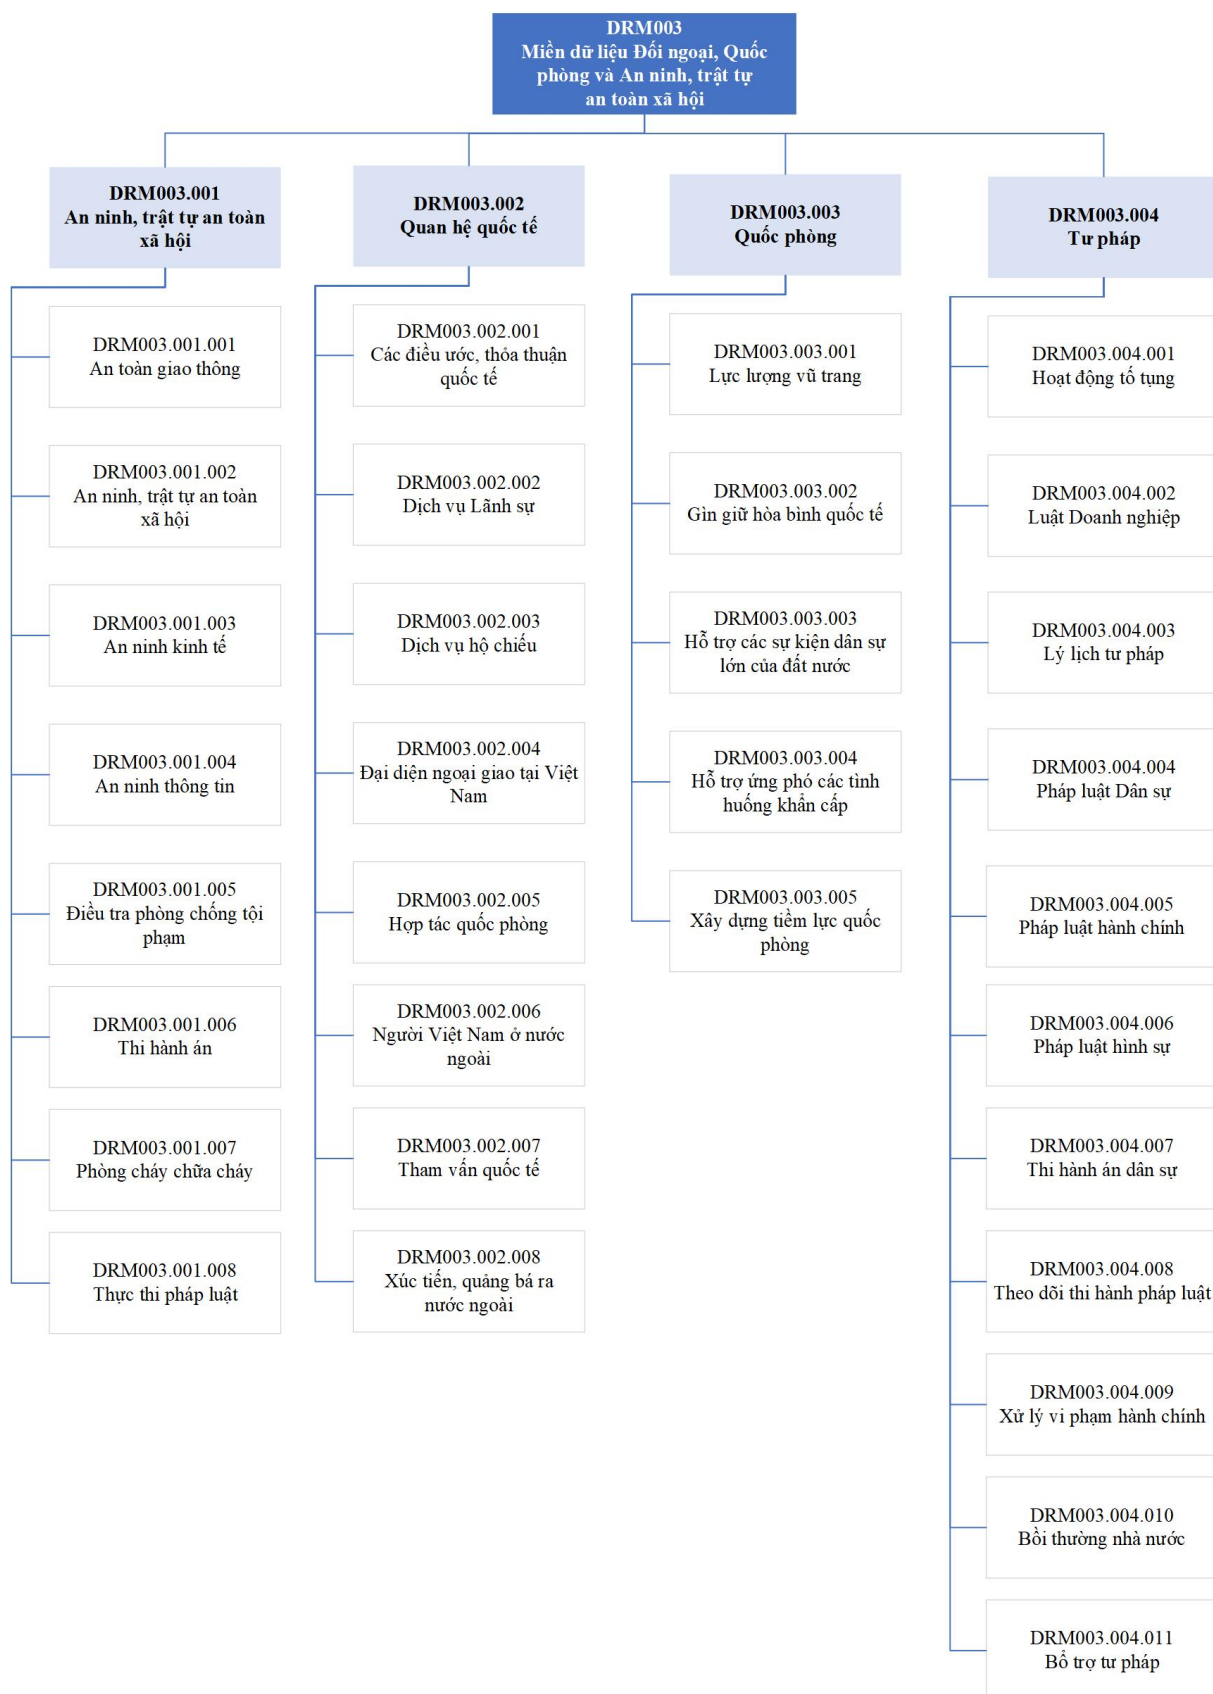 DRM003
Miền dữ liệu Đối ngoại, Quốc
phòng và An ninh, trật tự
an toàn xã hội
DRM003.001
An ninh, trật tự an toàn
xã hội
DRM003.001.001
An toàn giao thông
DRM003.001.002
An ninh, trật tự an toàn
xã hội
DRM003.001.003
An ninh kinh tế
DRM003.001.004
An ninh thông tin
DRM003.001.005
Điều tra phòng chống tội
phạm
DRM003.001.006
Thi hành án
DRM003.001.007
Phòng cháy chữa cháy
DRM003.001.008
Thực thi pháp luật
DRM003.002
Quan hệ quốc tế
DRM003.002.001
Các điều ước, thỏa thuận
quốc tế
DRM003.002.002
Dịch vụ Lãnh sự
DRM003.002.003
Dịch vụ hộ chiếu
DRM003.002.004
Đại diện ngoại giao tại Việt
Nam
DRM003.002.005
Hợp tác quốc phòng
DRM003.002.006
Người Việt Nam ở nước
ngoài
DRM003.002.007
Tham vấn quốc tế
DRM003.002.008
Xúc tiến, quảng bá ra
nước ngoài
DRM003.003
Quốc phòng
DRM003.003.001
Lực lượng vũ trang
DRM003.003.002
Gìn giữ hòa bình quốc tế
DRM003.003.003
Hỗ trợ các sự kiện dân sự
lớn của đất nước
DRM003.003.004
Hỗ trợ ứng phó các tình
huống khẩn cấp
DRM003.003.005
Xây dựng tiềm lực quốc
phòng
DRM003.004
Tư pháp
DRM003.004.001
Hoạt động tố tụng
DRM003.004.002
Luật Doanh nghiệp
DRM003.004.003
Lý lịch tư pháp
DRM003.004.004
Pháp luật Dân sự
DRM003.004.005
Pháp luật hành chính
DRM003.004.006
Pháp luật hình sự
DRM003.004.007
Thi hành án dân sự
DRM003.004.008
Theo dõi thi hành pháp luật
DRM003.004.009
Xử lý vi phạm hành chính
DRM003.004.010
Bồi thường nhà nước
DRM003.004.011
Bổ trợ tư pháp